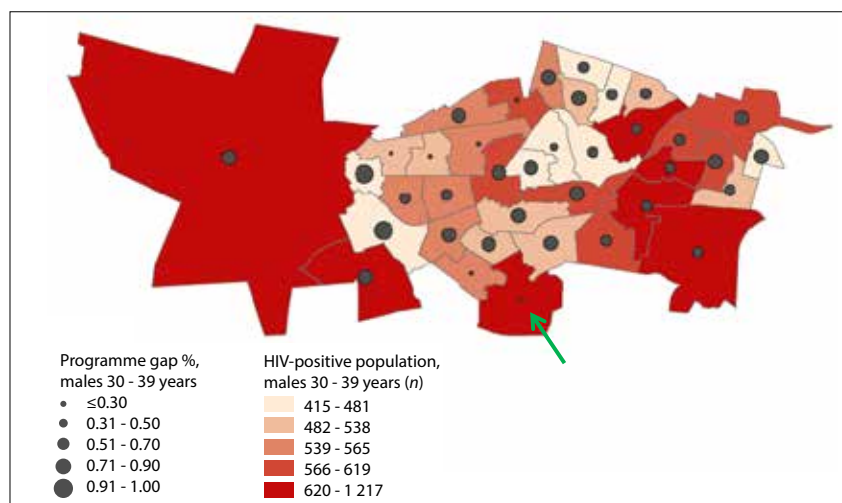 Programme gap %,
males 30 - 39 years
≤0.30
0.31 - 0.50
0.51 - 0.70
0.71 - 0.90
0.91 - 1.00
HIV-positive population,
males 30 - 39 years (n)
415 - 481
482 - 538
539 - 565
566 - 619
620 - 1 217